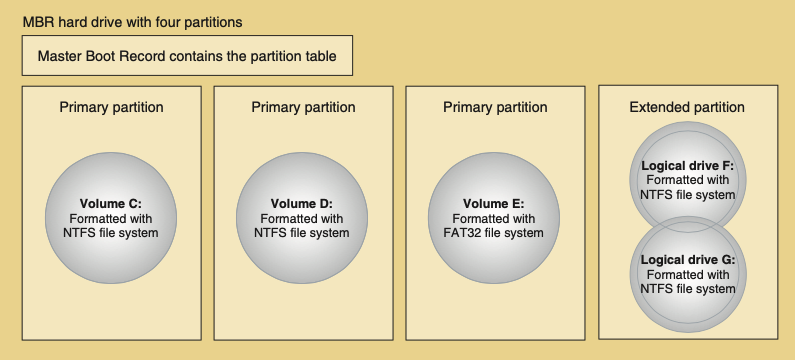 MBR hard drive with four partitions
Master Boot Record contains the partition table
Primary partition
Volume C:
Formatted with
NTFS file system
Primary partition
Volume D:
Formatted with
NTFS file system
Primary partition
Volume E:
Formatted with
FAT32 file system
Extended partition
Logical drive F:
Formatted with
NTFS file system
Logical drive G:
Formatted with
NTFS file system